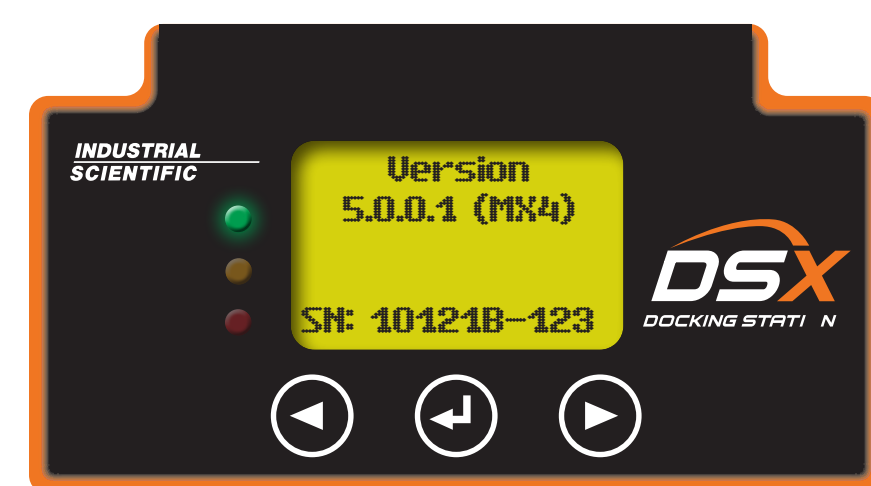 INDUSTRIAL
SCIENTIFIC
Version
5.0.0.1 (MX4)
SN: 10121B-123
DSX
DOCKING STATI N